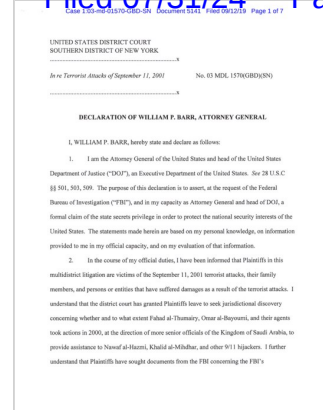 Filed 07/31/24
Pa
Case 1:03-md-01570-GBD-SN Document 5141 Filed 09/12/19 Page 1 of 7
UNITED STATES DISTRICT COURT
SOUTHERN DISTRICT OF NEW YORK
x
In re Terrorist Attacks of September 11, 2001 No. 03 MDL 1570(GBD)(SN)
x
DECLARATION OF WILLIAM P. BARR, ATTORNEY GENERAL
I, WILLIAM P. BARR, hereby state and declare as follows:
1. I am the Attorney General of the United States and head of the United States
Department of Justice ("DOJ"), an Executive Department of the United States. See 28 U.S.C
§§ 501, 503, 509. The purpose of this declaration is to assert, at the request of the Federal
Bureau of Investigation ("FBI"), and in my capacity as Attorney General and head of DOJ, a
formal claim of the state secrets privilege in order to protect the national security interests of the
United States. The statements made herein are based on my personal knowledge, on information
provided to me in my official capacity, and on my evaluation of that information.
2. In the course of my official duties, I have been informed that Plaintiffs in this
multidistrict litigation are victims of the September 11, 2001 terrorist attacks, their family
members, and persons or entities that have suffered damages as a result of the terrorist attacks. I
understand that the district court has granted Plaintiffs leave to seek jurisdictional discovery
concerning whether and to what extent Fahad al-Thumairy, Omar al-Bayoumi, and their agents
took actions in 2000, at the direction of more senior officials of the Kingdom of Saudi Arabia, to
provide assistance to Nawaf al-Hazmi, Khalid al-Mihdhar, and other 9/11 hijackers. I further
understand that Plaintiffs have sought documents from the FBI concerning the FBI's